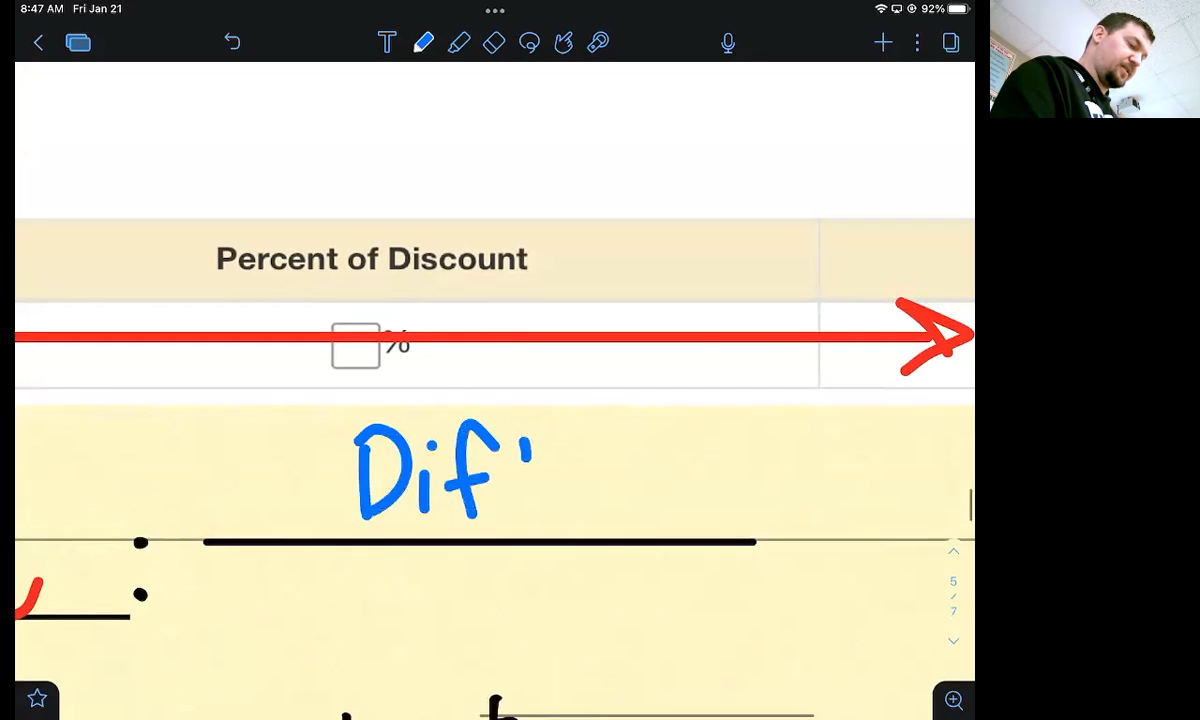 8:47 AM Fri Jan 21
92%
T
Percent of Discount
%
Dif
:
5
/
7